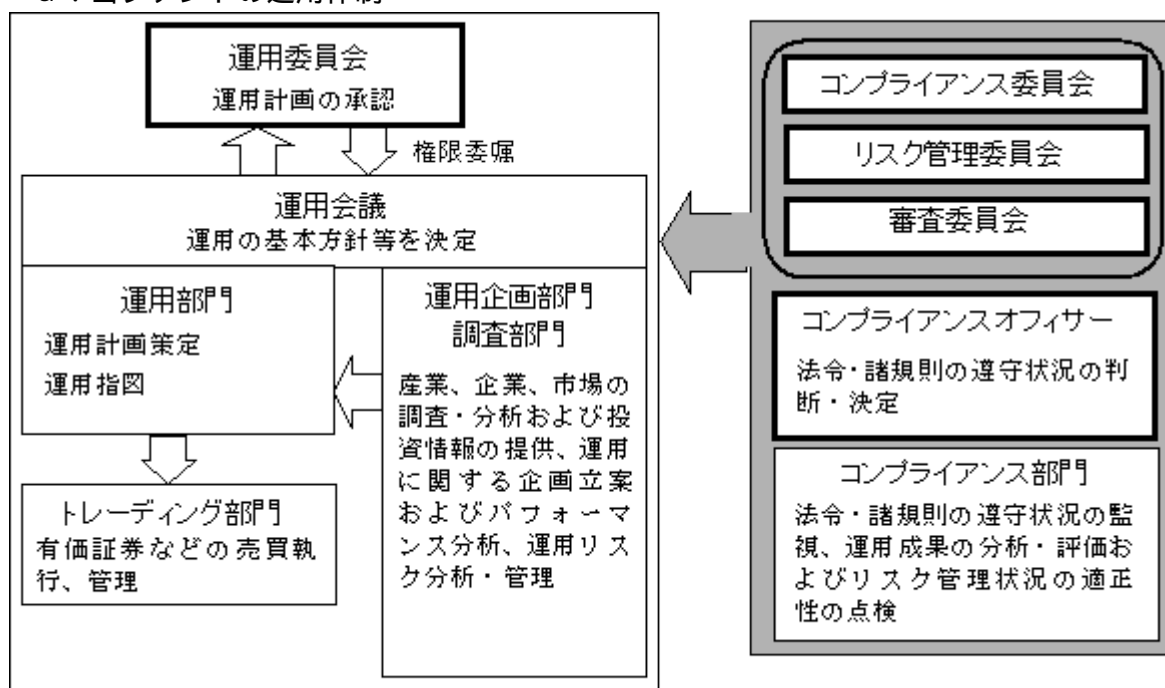 運用委員会
運用計画の承認
権限委嘱
運用会議
運用の基本方針等を決定
運用部門
運用計画策定
運用指図
運用企画部門
調査部門
産業、企業、市場の
調査・分析および投
資情報の提供、運用
に関する企画立案
およびパフォーマ
ンス分析、運用リス
ク分析・管理
トレーディング部門
有価証券などの売買執
行、管理
コンプライアンス委員会
リスク管理委員会
審査委員会
コンプライアンスオフィサー
法令・諸規則の遵守状況の判
断・決定
コンプライアンス部門
法令・諸規則の遵守状況の監
視、運用成果の分析・評価お
よびリスク管理状況の適正
性の点検